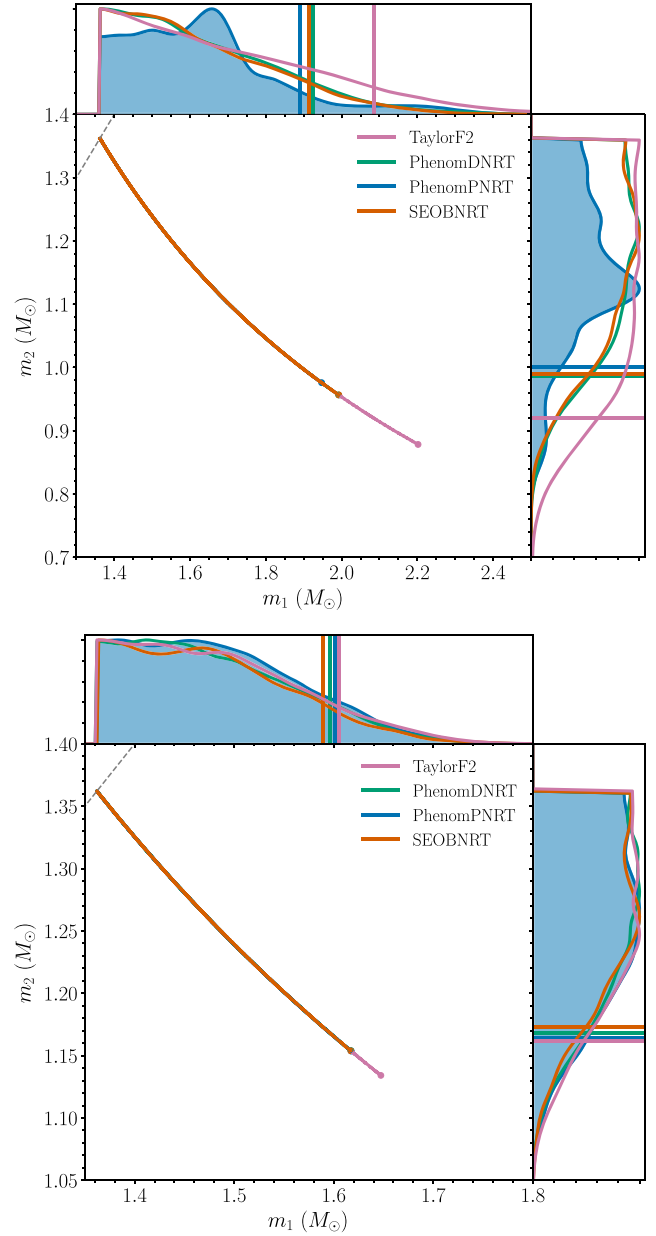 1.4
1.3
1.2
1.1
1.0
0.9
0.8
0.7
m₂ (M⊙)
TaylorF2
PhenomDNRT
PhenomPNRT
SEOBNRT
1.4 1.6 1.8 2.0 2.2 2.4
m₁ (M⊙)
1.40
1.35
1.30
1.25
1.20
1.15
1.10
1.05
m₂ (M⊙)
TaylorF2
PhenomDNRT
PhenomPNRT
SEOBNRT
1.4 1.5 1.6 1.7 1.8
m₁ (M⊙)